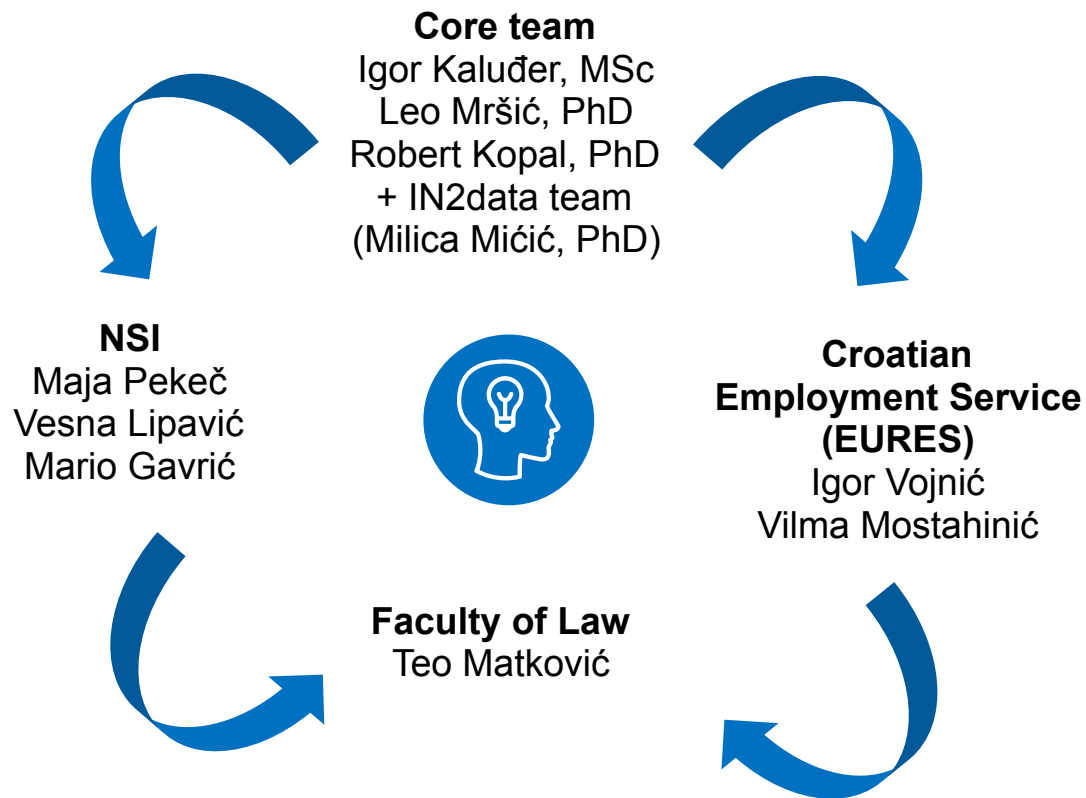 Core team
Igor Kaluđer, MSc
Leo Mršić, PhD
Robert Kopal, PhD
+ IN2data team
(Milica Mićić, PhD)
NSI
Maja Pekeč
Vesna Lipavić
Mario Gavrić
Croatian
Employment Service
(EURES)
Igor Vojnić
Vilma Mostahinić
Faculty of Law
Teo Matković